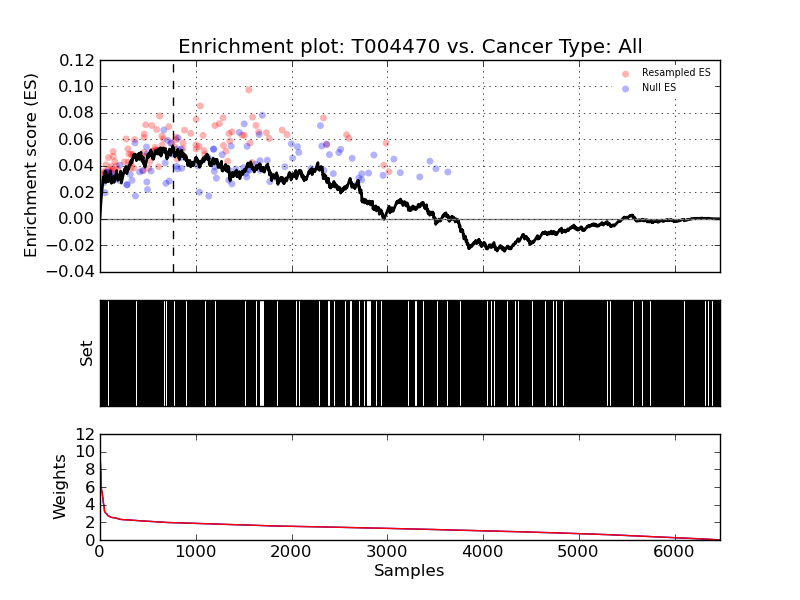 Enrichment plot: T004470 vs. Cancer Type: All
0.12
0.10
0.08
0.06
0.04
0.02
0.00
−0.02
−0.04
Enrichment score (ES)
Resampled ES
Null ES
Set
12
10
8
6
4
2
0
Weights
0 1000 2000 3000 4000 5000 6000
Samples